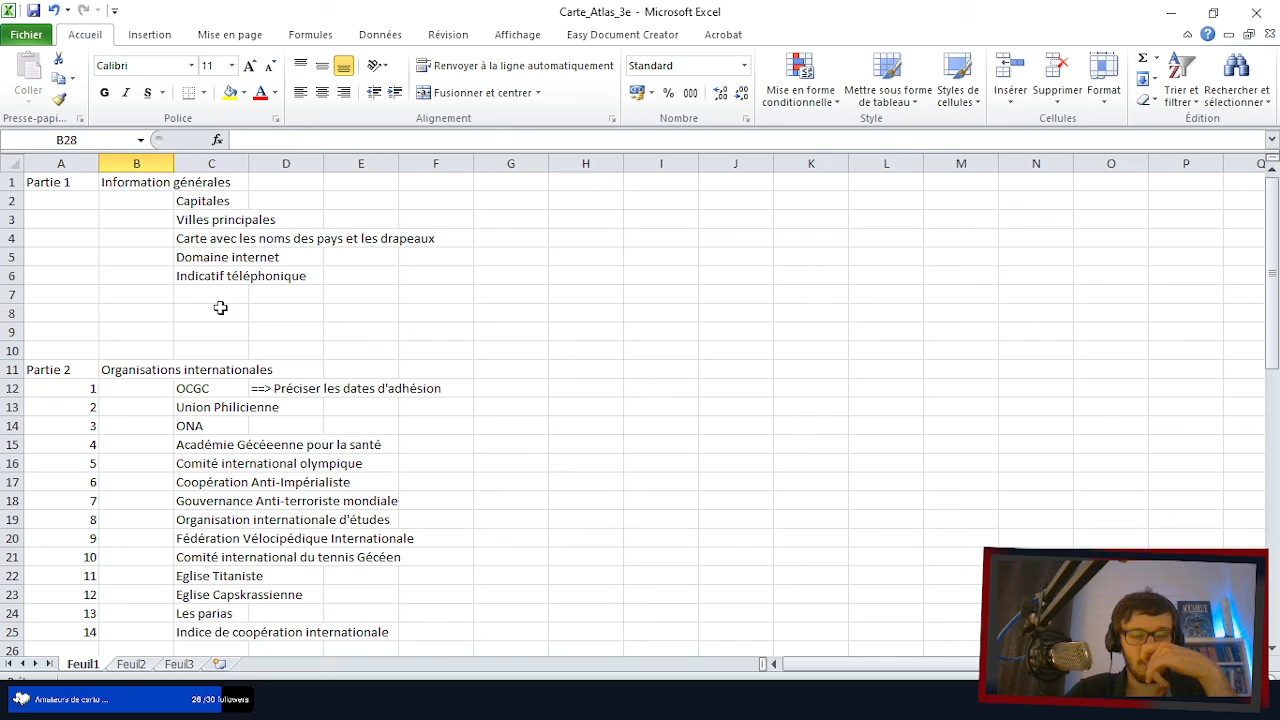 Carte_Atlas_3e - Microsoft Excel
Fichier Accueil Insertion Mise en page Formules Données Révision Affichage Easy Document Creator Acrobat
Coller Calibri 11 Renvoyer à la ligne automatiquement Standard
G I S Fusionner et centrer % 000
Mise en forme conditionnelle Mettre sous forme de tableau Styles de cellules Insérer Supprimer Format Trier et filtrer Rechercher et sélectionner
Presse-papi... Police Alignement Nombre Style Cellules Édition
B28 fx
A B C D E F G H I J K L M N O P Q
1 Partie 1 Information générales
2 Capitales
3 Villes principales
4 Carte avec les noms des pays et les drapeaux
5 Domaine internet
6 Indicatif téléphonique
7
8
9
10
11 Partie 2 Organisations internationales
12 1 OCGC ==> Préciser les dates d'adhésion
13 2 Union Philicienne
14 3 ONA
15 4 Académie Gécéeenne pour la santé
16 5 Comité international olympique
17 6 Coopération Anti-Impérialiste
18 7 Gouvernance Anti-terroriste mondiale
19 8 Organisation internationale d'études
20 9 Fédération Vélocipédique Internationale
21 10 Comité international du tennis Gécéen
22 11 Eglise Titaniste
23 12 Eglise Capskrassienne
24 13 Les parias
25 14 Indice de coopération internationale
26
Feuil1 Feuil2 Feuil3
Amateurs de carto ... 26 /30 followers